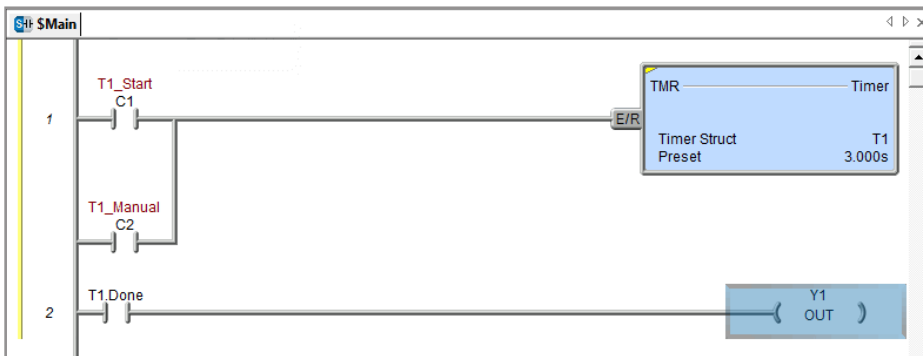 $Main
T1_Start
C1
TMR Timer
1
E/R
Timer Struct T1
Preset 3.000s
T1_Manual
C2
T1.Done
Y1
2
OUT